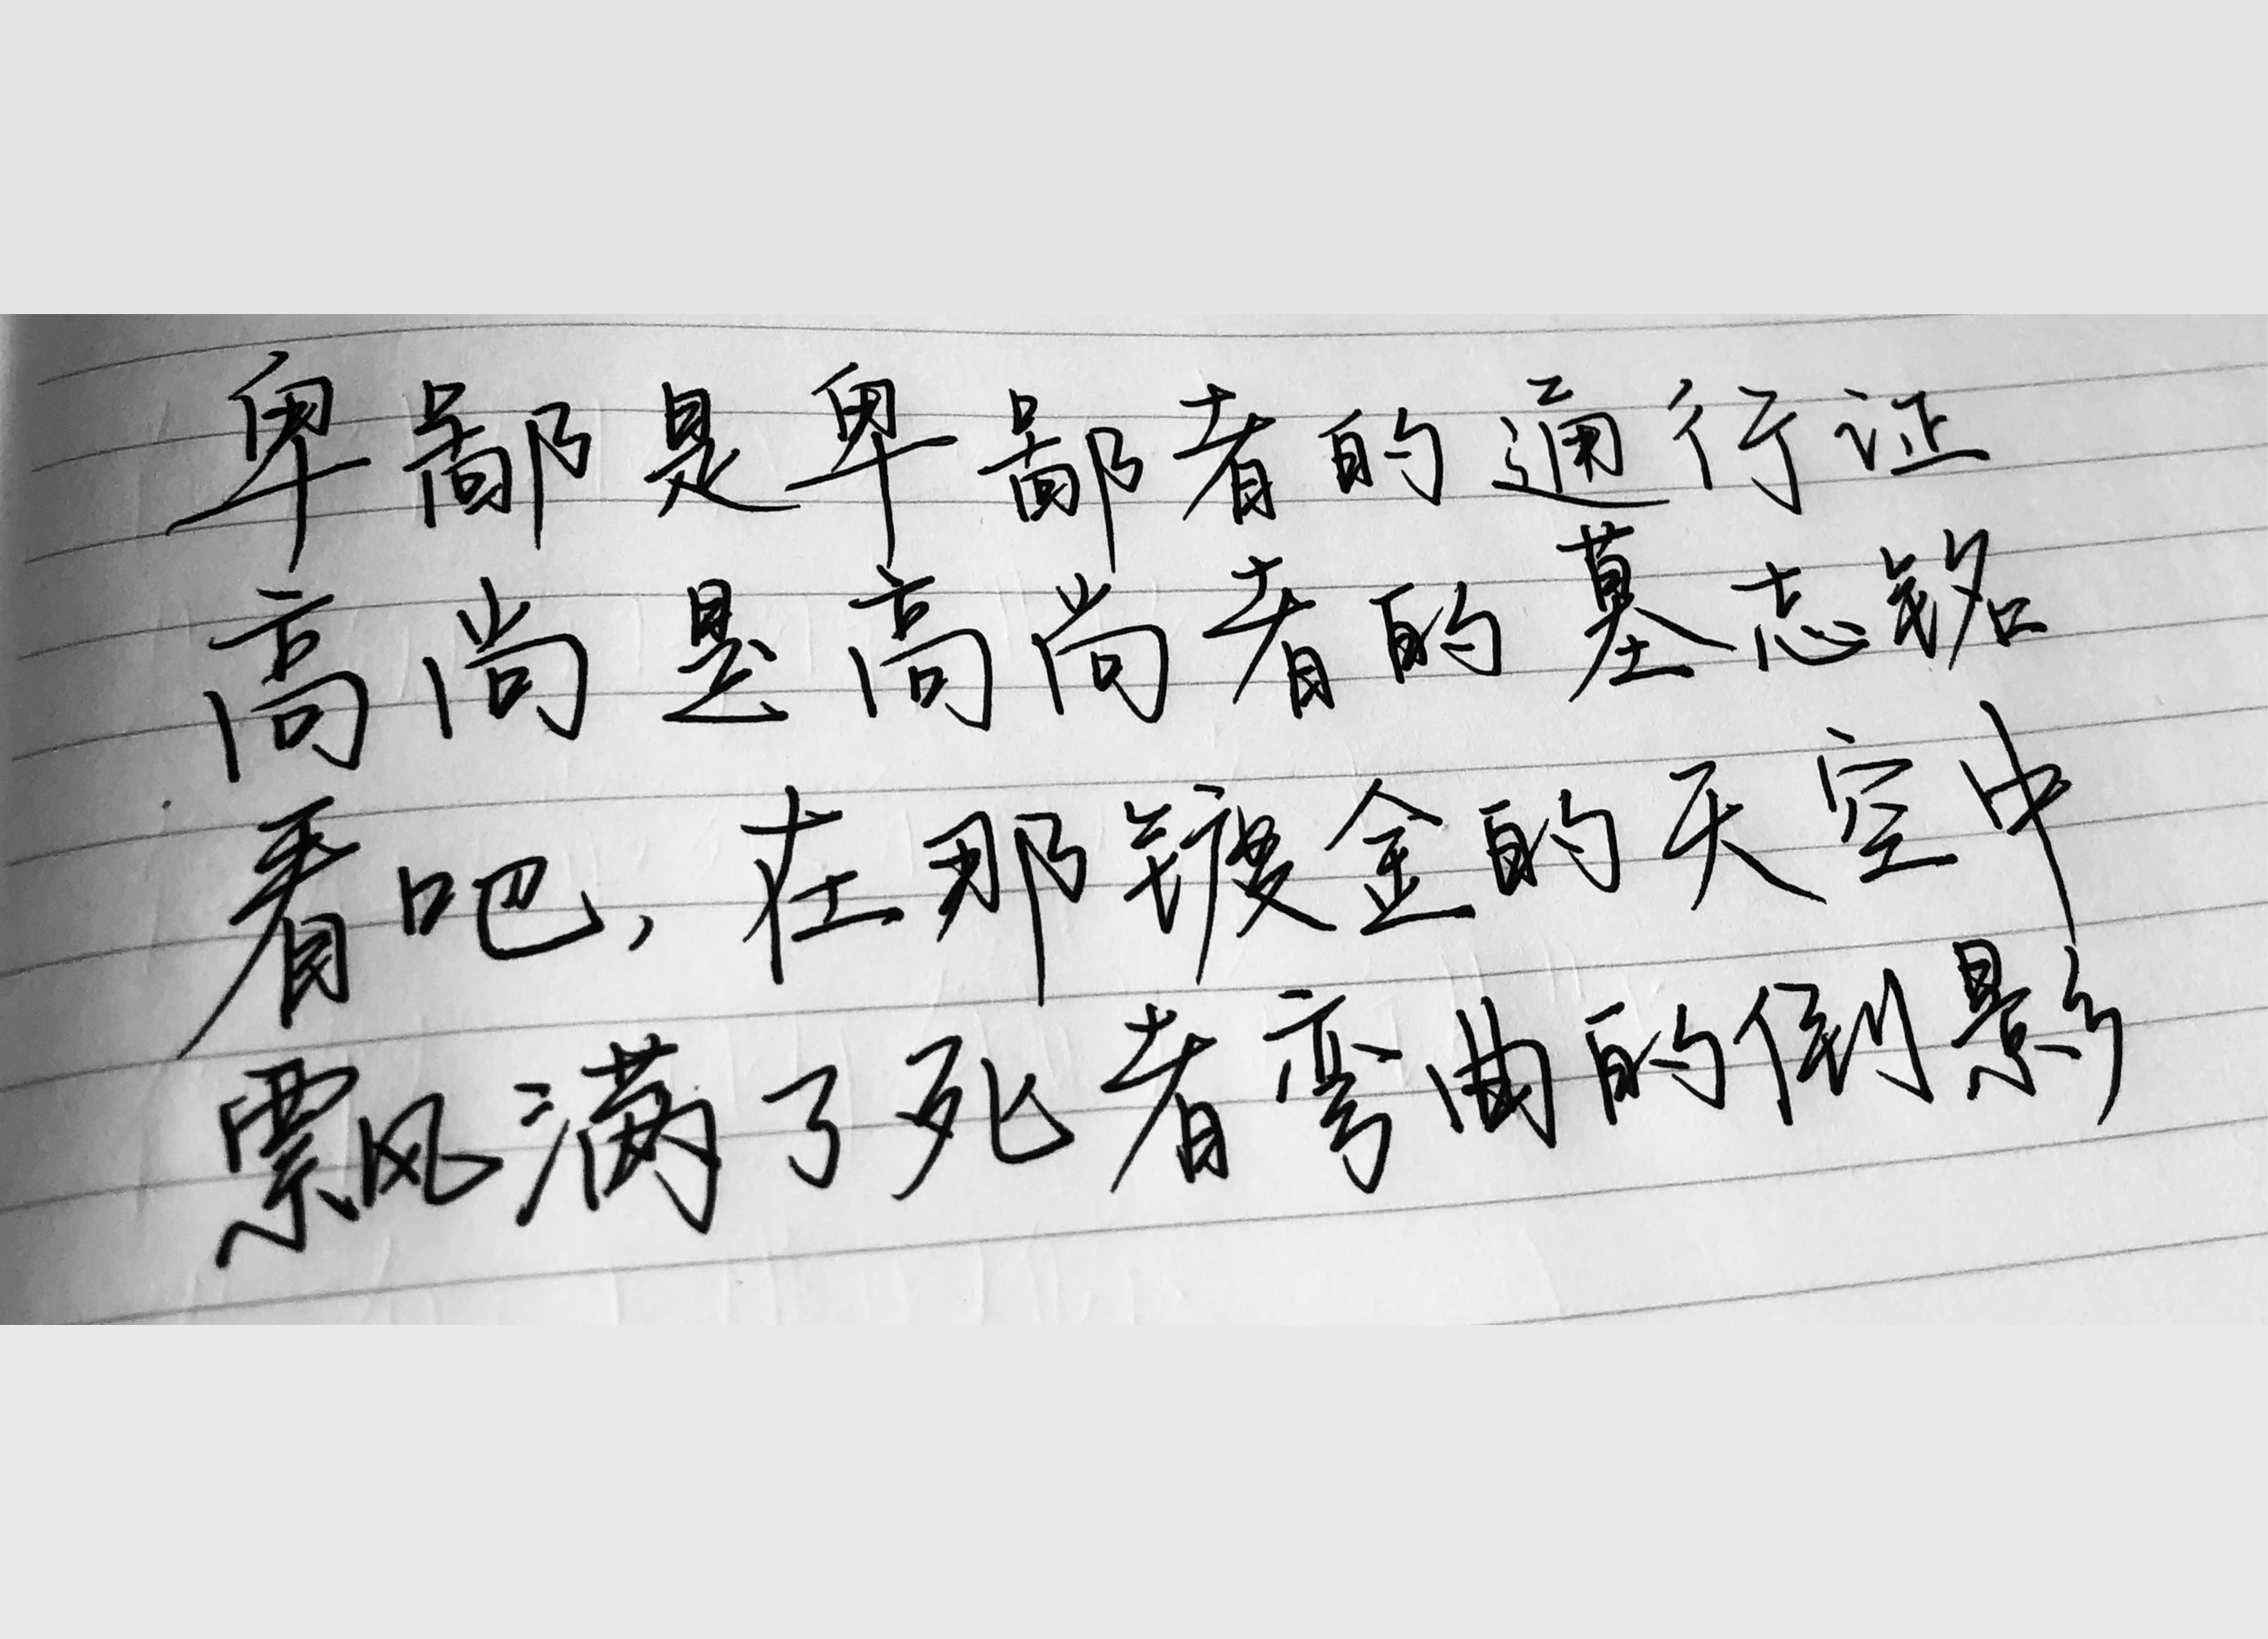 卑鄙是卑鄙者的通行证
高尚是高尚者的墓志铭
看吧，在那镀金的天空中
飘满了死者弯曲的倒影